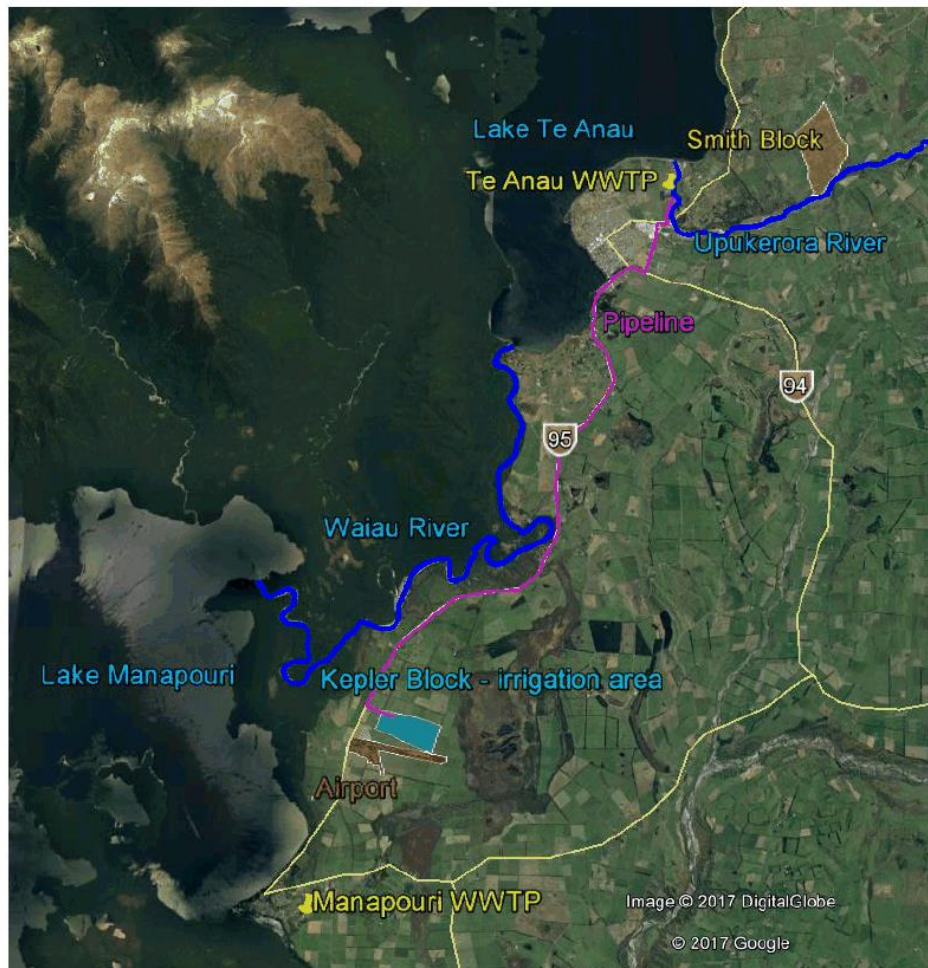 Lake Te Anau
Smith Block
Te Anau WWTP
Upukerora River
Pipeline
94
95
Waiau River
Lake Manapouri
Kepler Block - irrigation area
Airport
Manapouri WWTP
Image © 2017 DigitalGlobe
© 2017 Google